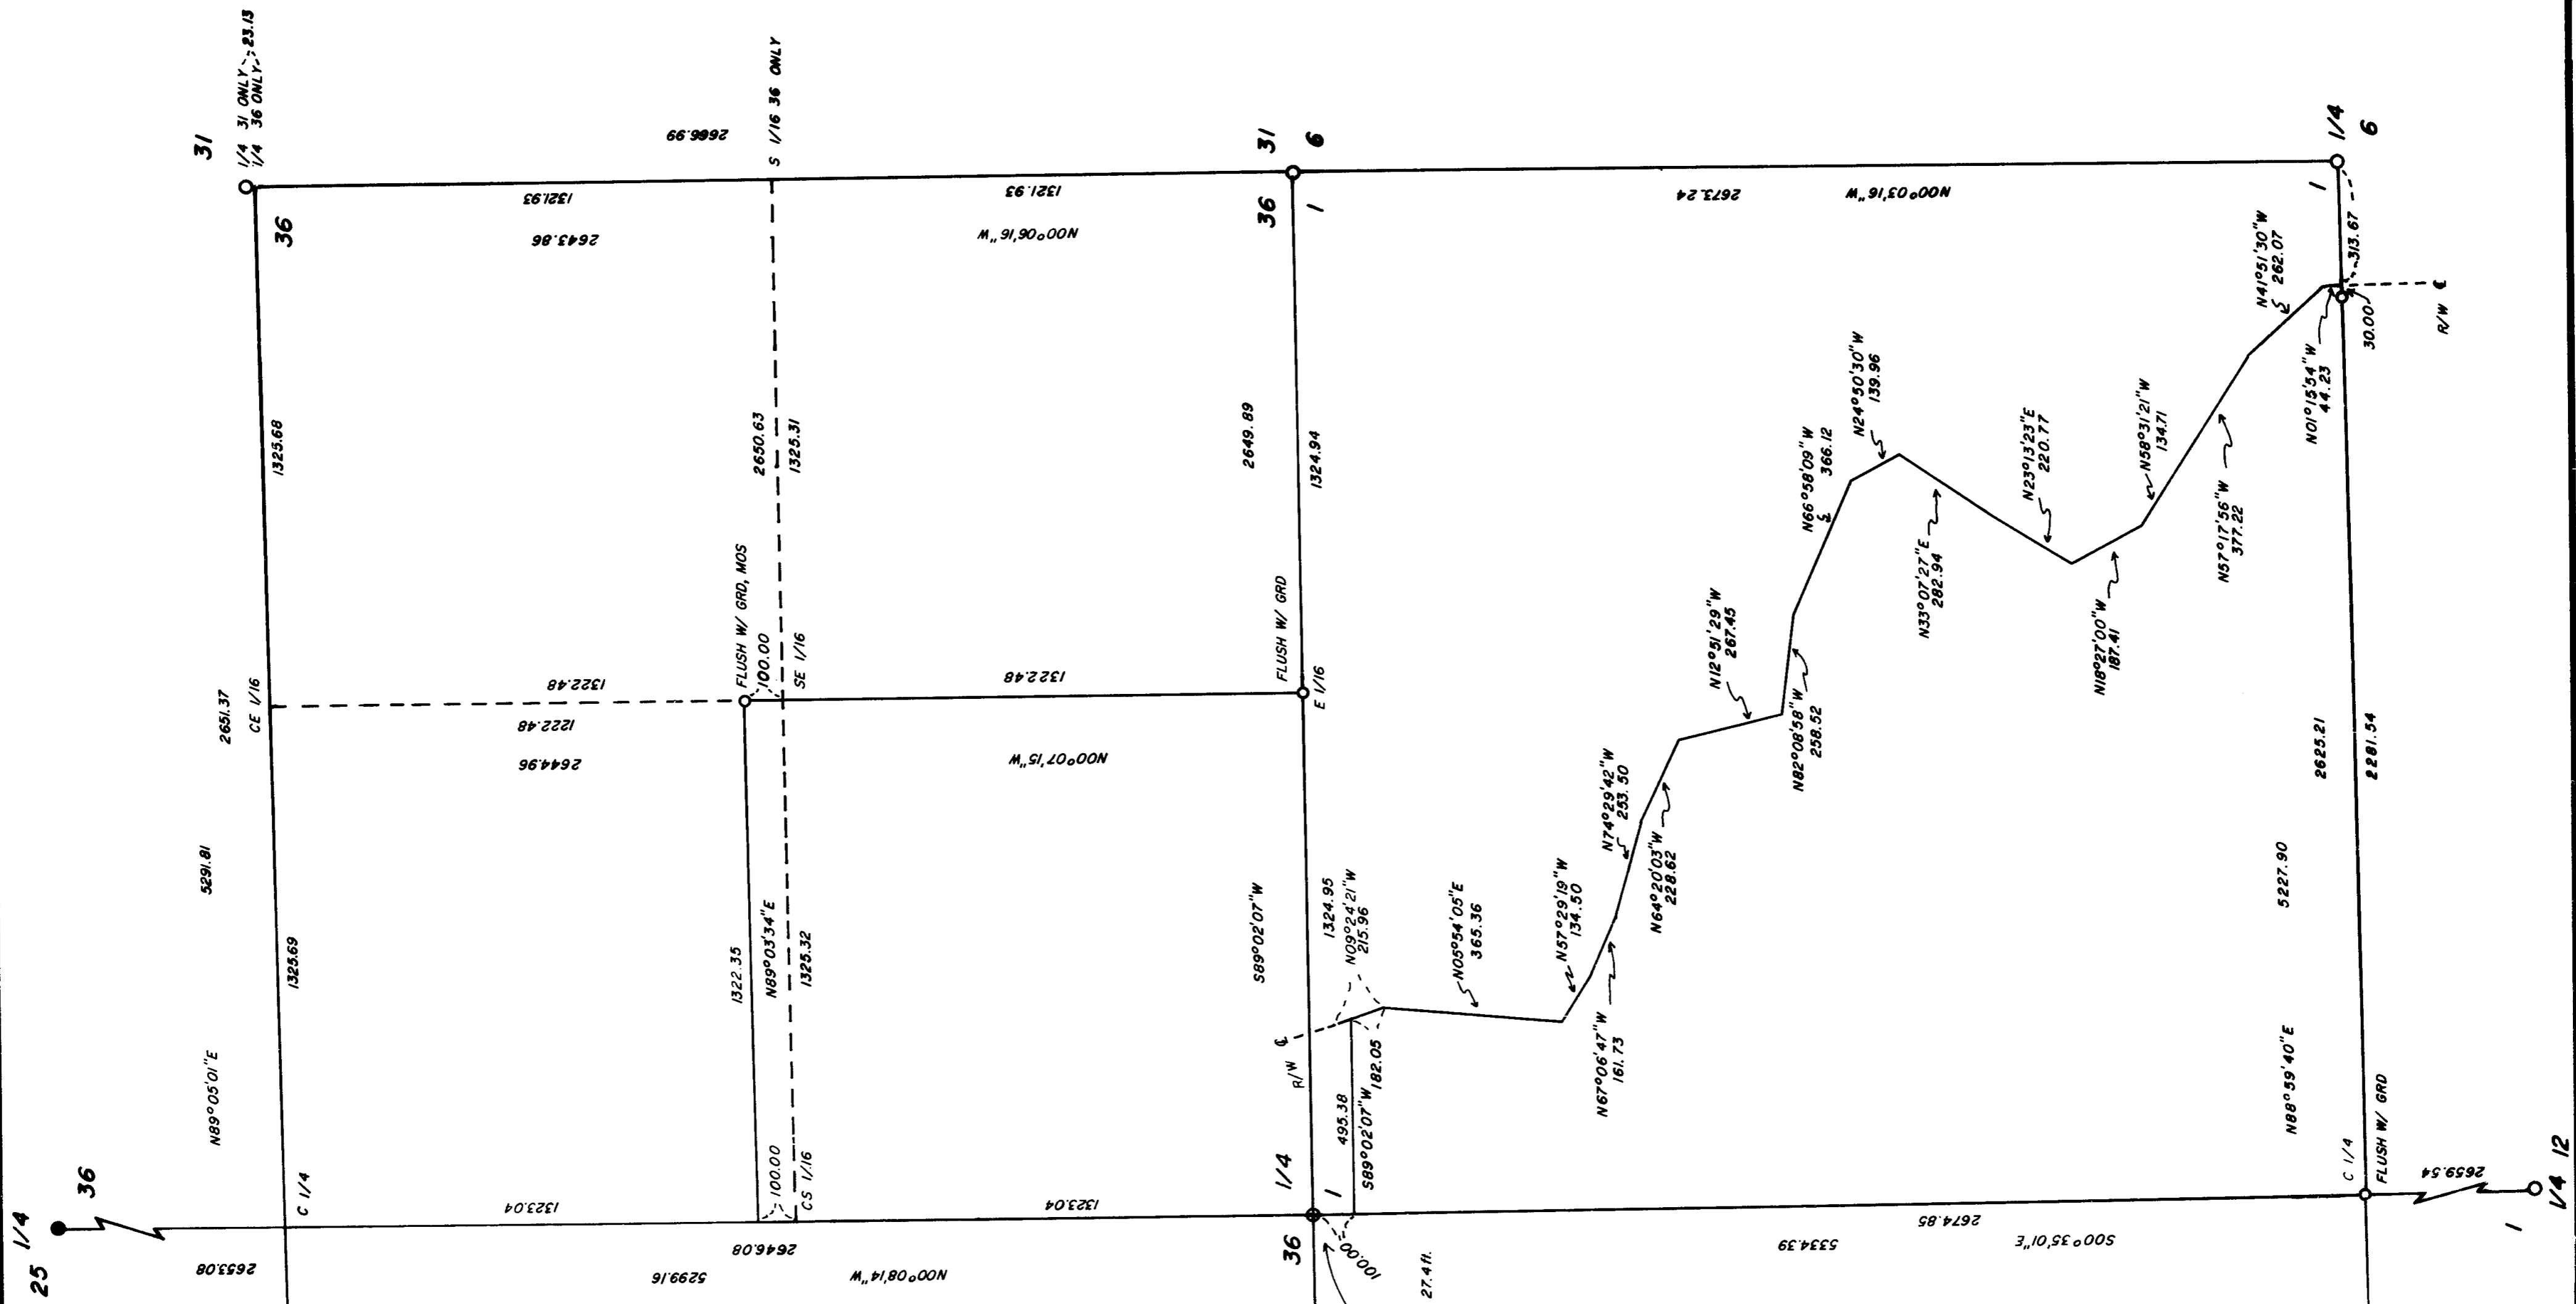 25
1/4
36
2653.08
N89°05'01"E
5291.81
2651.37
CE 1/16
31
1/4 31 ONLY
1/4 36 ONLY
23.13
36
C 1/4
1325.69
1325.68
1323.04
1322.48
1222.48
2644.96
1321.93
2643.86
2666.99
S 1/16 36 ONLY
2646.08
5299.16
N00°08'14"W
100.00
CS 1/16
1322.35
N89°03'34"E
1325.32
FLUSH W/ GRD, MOS
100.00
SE 1/16
2650.63
1325.31
1323.04
1322.48
N00°07'15"W
1321.93
N00°06'16"W
36
1/4
1
S89°02'07"W
1324.95
FLUSH W/ GRD
E 1/16
2649.89
1324.94
36
31
1
6
100.00
27.4 ft.
R/W ℄
495.38
S89°02'07"W
182.05
N09°24'21"W
215.96
N05°54'05"E
365.36
N57°29'19"W
134.50
N67°06'47"W
161.73
N74°29'42"W
253.50
N64°20'03"W
228.62
N12°51'29"W
267.45
N82°08'58"W
258.52
N66°58'09"W
366.12
N24°50'30"W
139.96
N33°07'27"E
282.94
N23°13'23"E
220.77
N18°27'00"W
187.41
N58°31'21"W
134.71
N57°17'56"W
377.22
N41°51'30"W
262.07
N01°15'54"W
44.23
2673.24
N00°03'16"W
5334.39
2674.85
S00°35'01"E
N88°59'40"E
5227.90
2625.21
2281.54
30.00
313.67
R/W ℄
1
1/4
6
C 1/4
FLUSH W/ GRD
2659.54
1
1/4
12